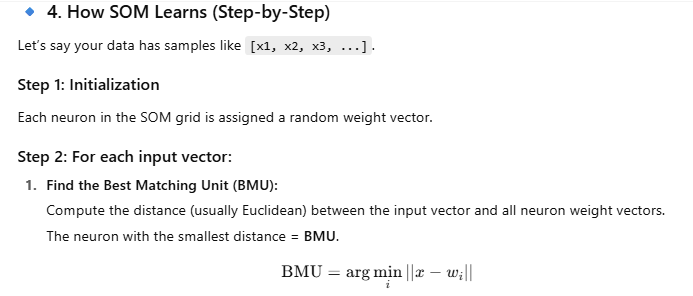 4. How SOM Learns (Step-by-Step)
Let's say your data has samples like [x1, x2, x3, ...].
Step 1: Initialization
Each neuron in the SOM grid is assigned a random weight vector.
Step 2: For each input vector:
1. Find the Best Matching Unit (BMU):
Compute the distance (usually Euclidean) between the input vector and all neuron weight vectors.
The neuron with the smallest distance = BMU.
BMU = arg min_i ||x − w_i||